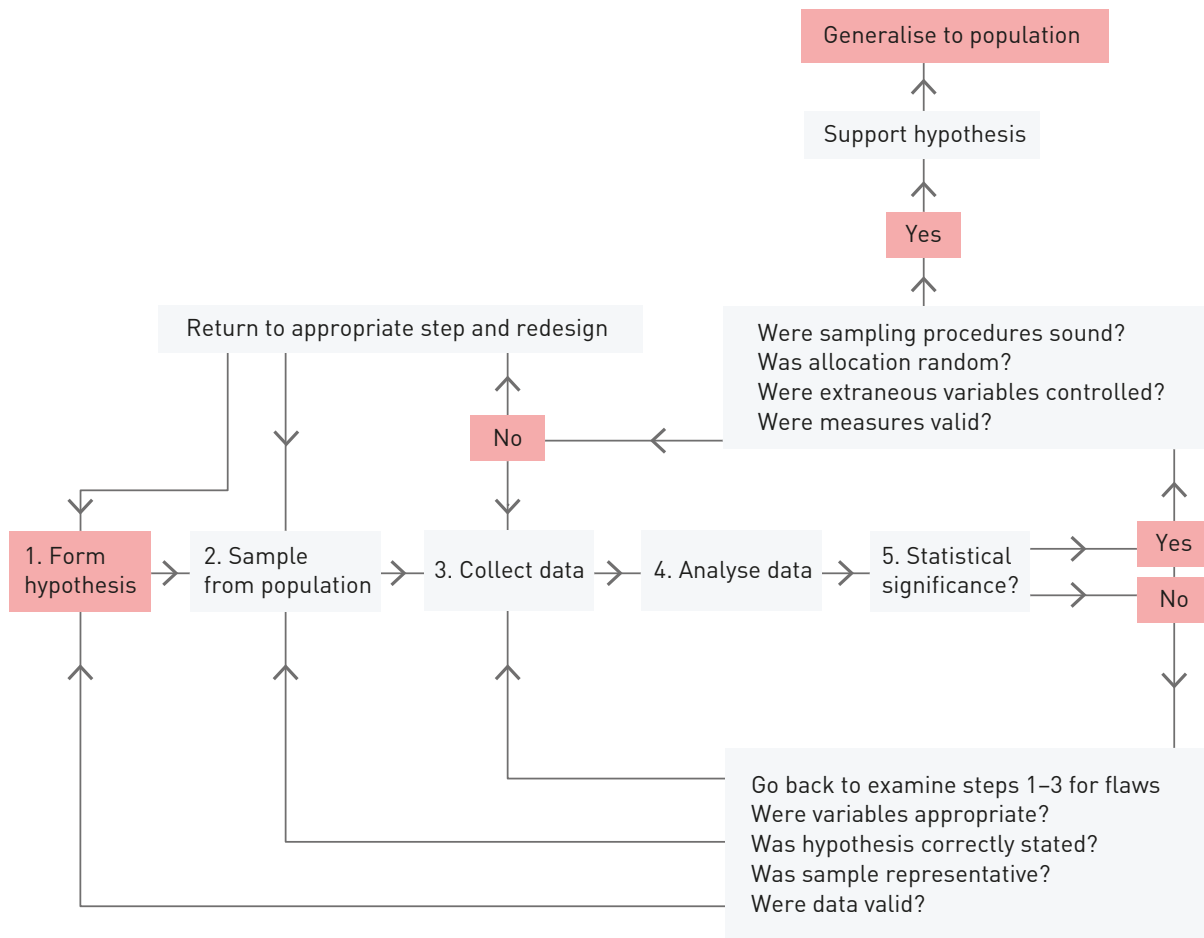 Generalise to population
Support hypothesis
Yes
Return to appropriate step and redesign
Were sampling procedures sound?
Was allocation random?
Were extraneous variables controlled?
Were measures valid?
No
1. Form
hypothesis
2. Sample
from population
3. Collect data
4. Analyse data
5. Statistical
significance?
Yes
No
Go back to examine steps 1–3 for flaws
Were variables appropriate?
Was hypothesis correctly stated?
Was sample representative?
Were data valid?